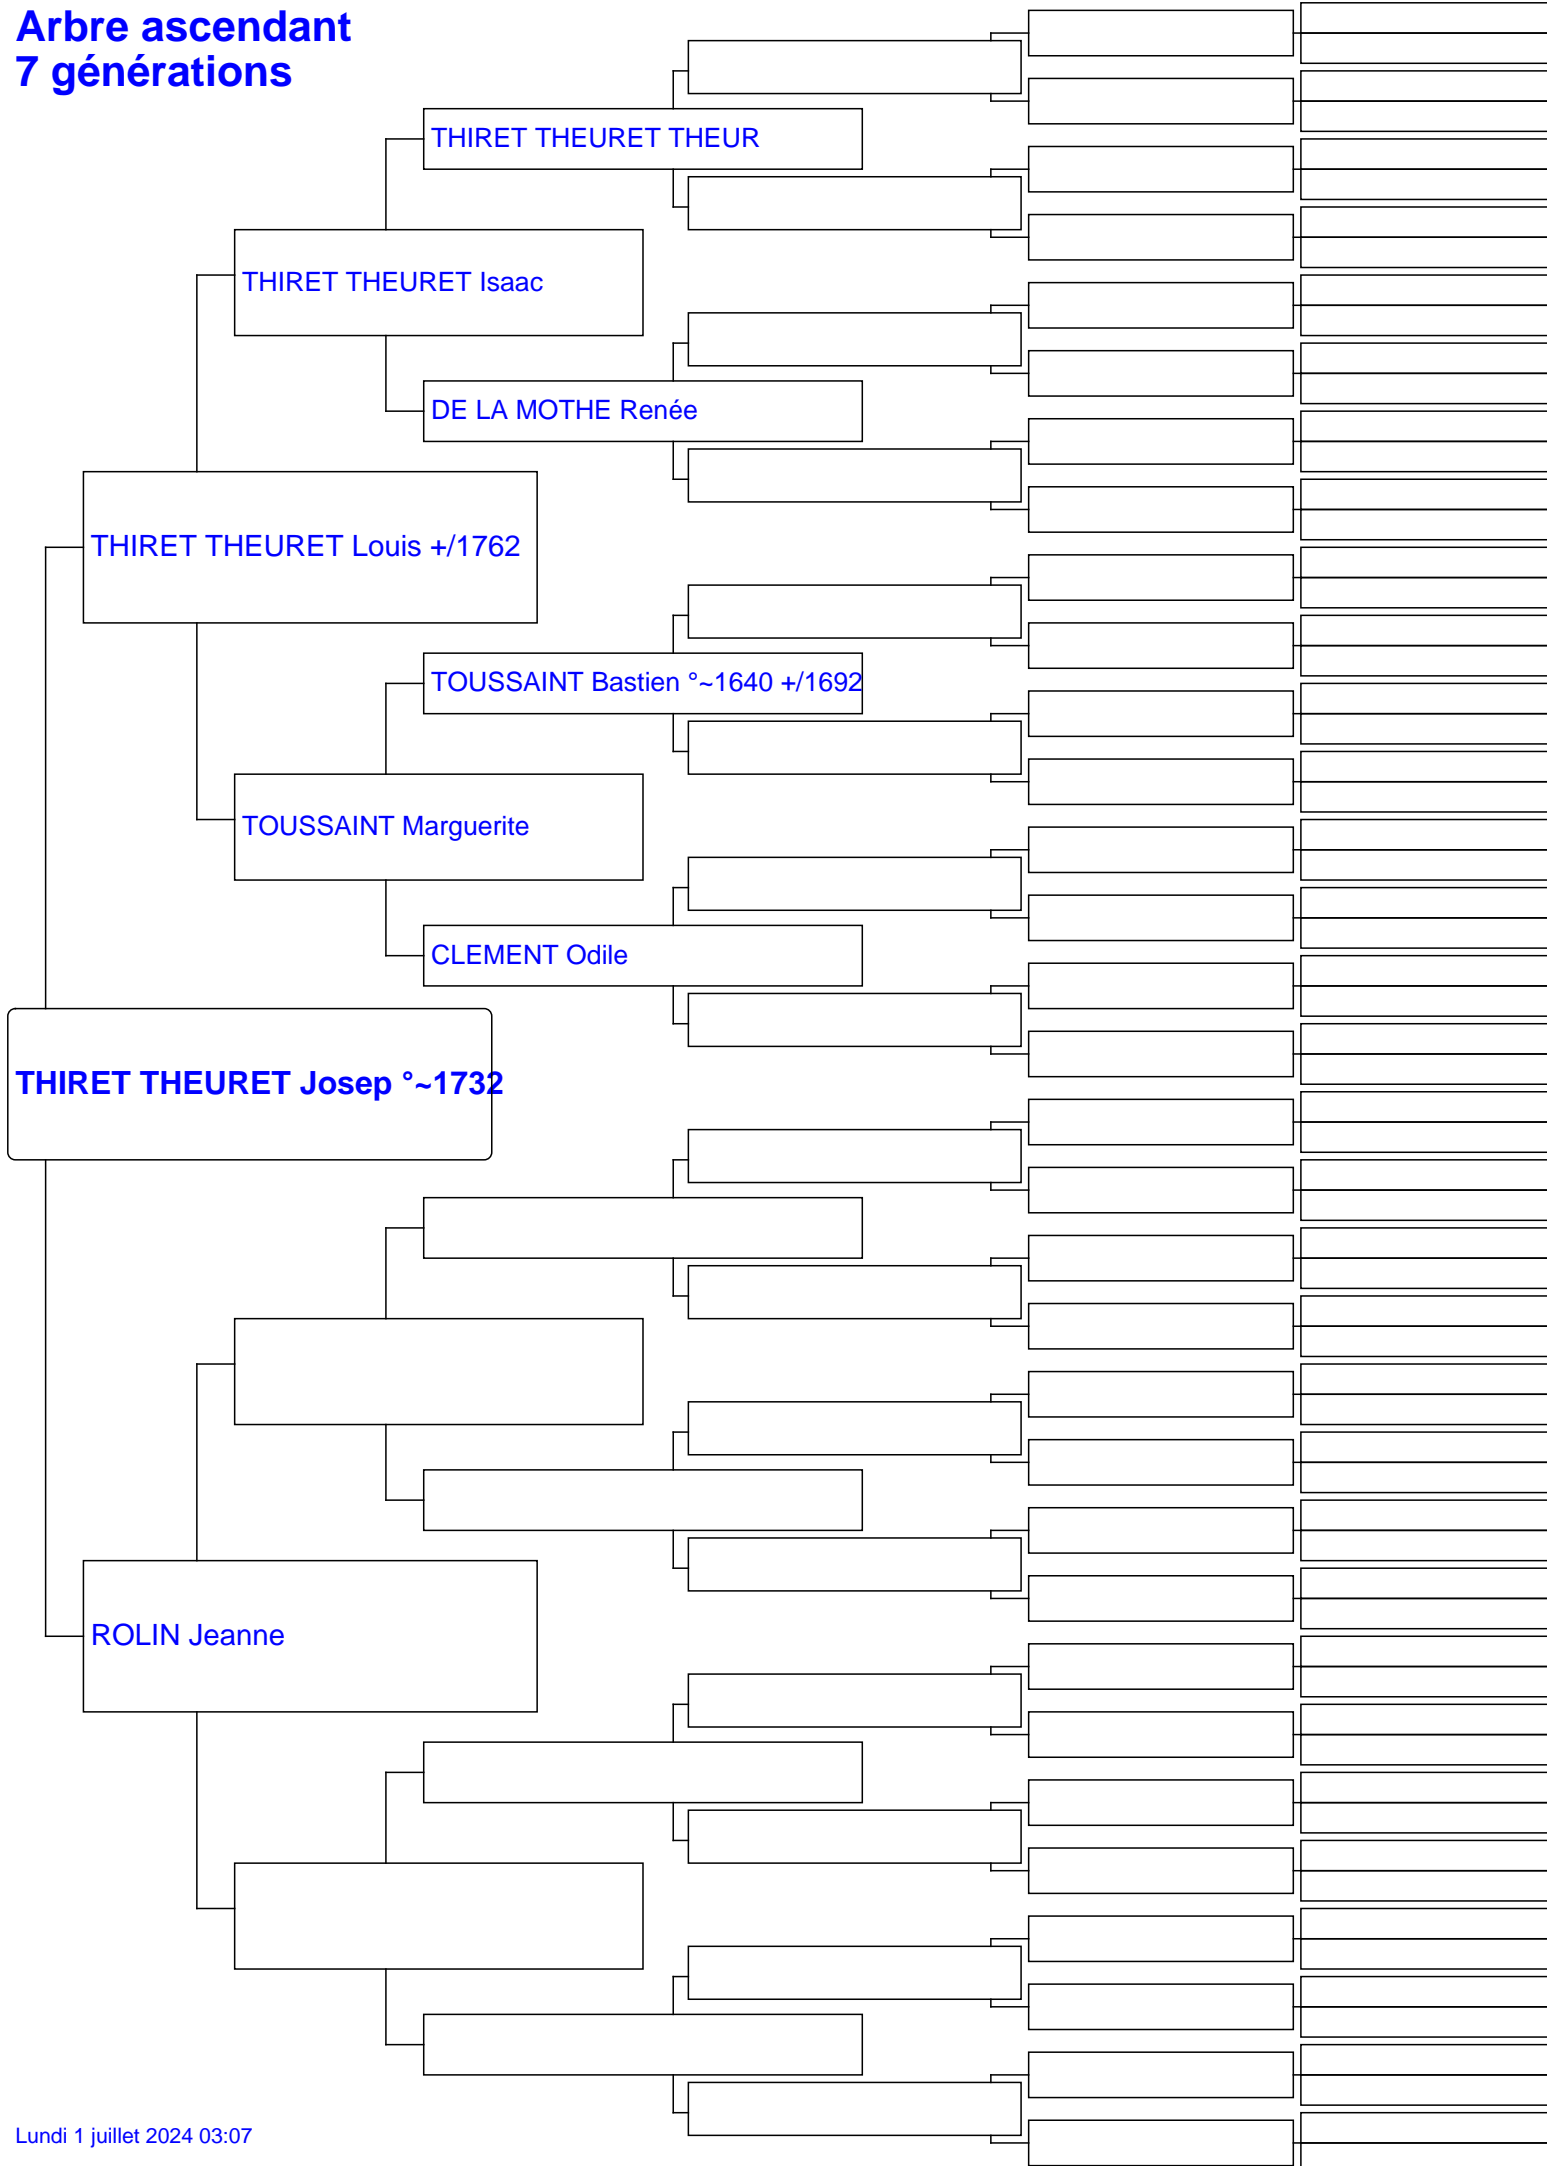 Arbre ascendant
7 générations
THIRET THEURET THEUR
THIRET THEURET Isaac
DE LA MOTHE Renée
THIRET THEURET Louis +/1762
TOUSSAINT Bastien °~1640 +/1692
TOUSSAINT Marguerite
CLEMENT Odile
THIRET THEURET Josep °~1732
ROLIN Jeanne
Lundi 1 juillet 2024 03:07